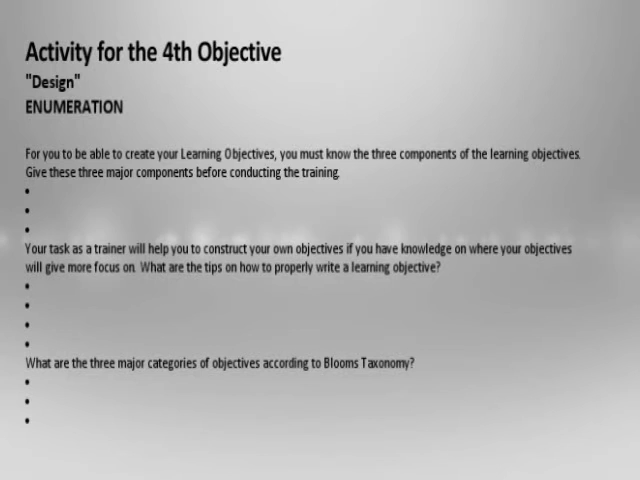 Activity for the 4th Objective
"Design"
ENUMERATION
For you to be able to create your Learning Objectives, you must know the three components of the learning objectives.
Give these three major components before conducting the training.
•
•
•
Your task as a trainer will help you to construct your own objectives if you have knowledge on where your objectives
will give more focus on. What are the tips on how to properly write a learning objective?
•
•
•
•
What are the three major categories of objectives according to Blooms Taxonomy?
•
•
•